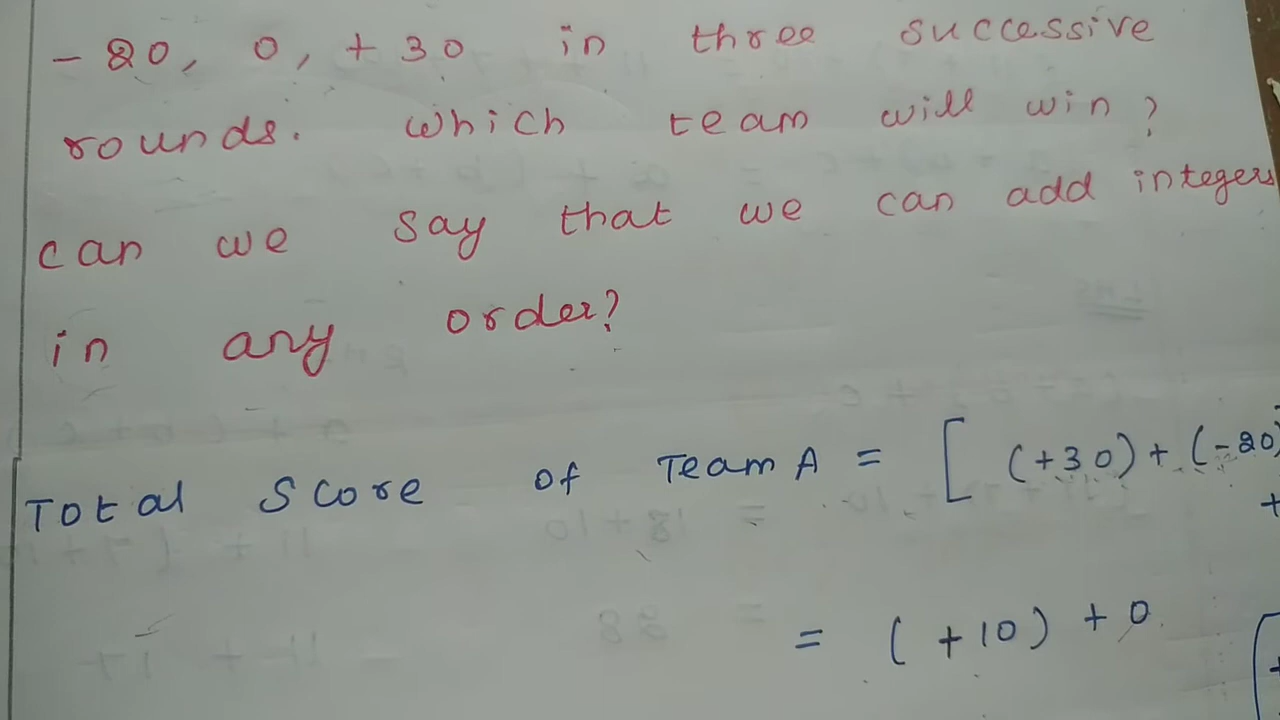 - 20, 0, + 30 in three successive
rounds. Which team will win?
can we say that we can add integers
in any order?
Total Score of Team A = [ (+30) + (-20)
+
= (+10) + 0